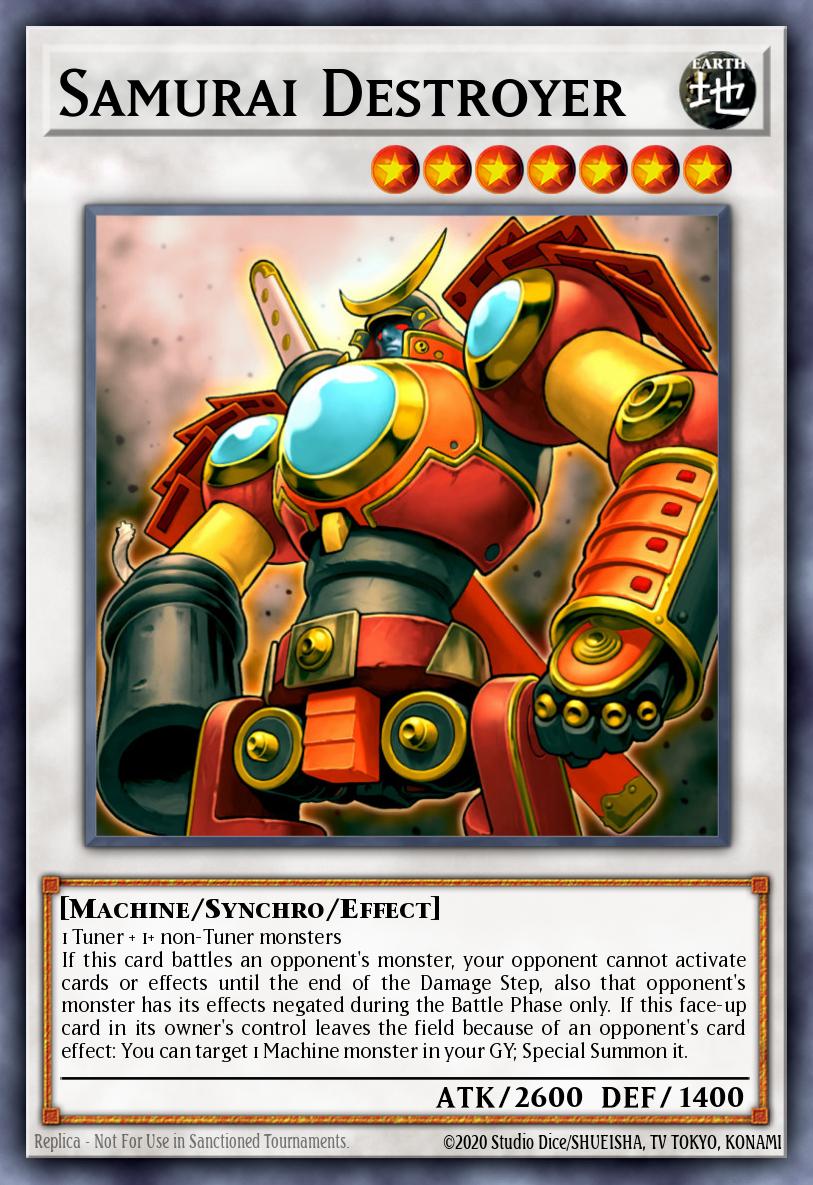 Samurai Destroyer
EARTH
地
[Machine/Synchro/Effect]
1 Tuner + 1+ non-Tuner monsters
If this card battles an opponent's monster, your opponent cannot activate
cards or effects until the end of the Damage Step, also that opponent's
monster has its effects negated during the Battle Phase only. If this face-up
card in its owner's control leaves the field because of an opponent's card
effect: You can target 1 Machine monster in your GY; Special Summon it.
ATK/2600 DEF/1400
Replica - Not For Use in Sanctioned Tournaments.
©2020 Studio Dice/SHUEISHA, TV TOKYO, KONAMI